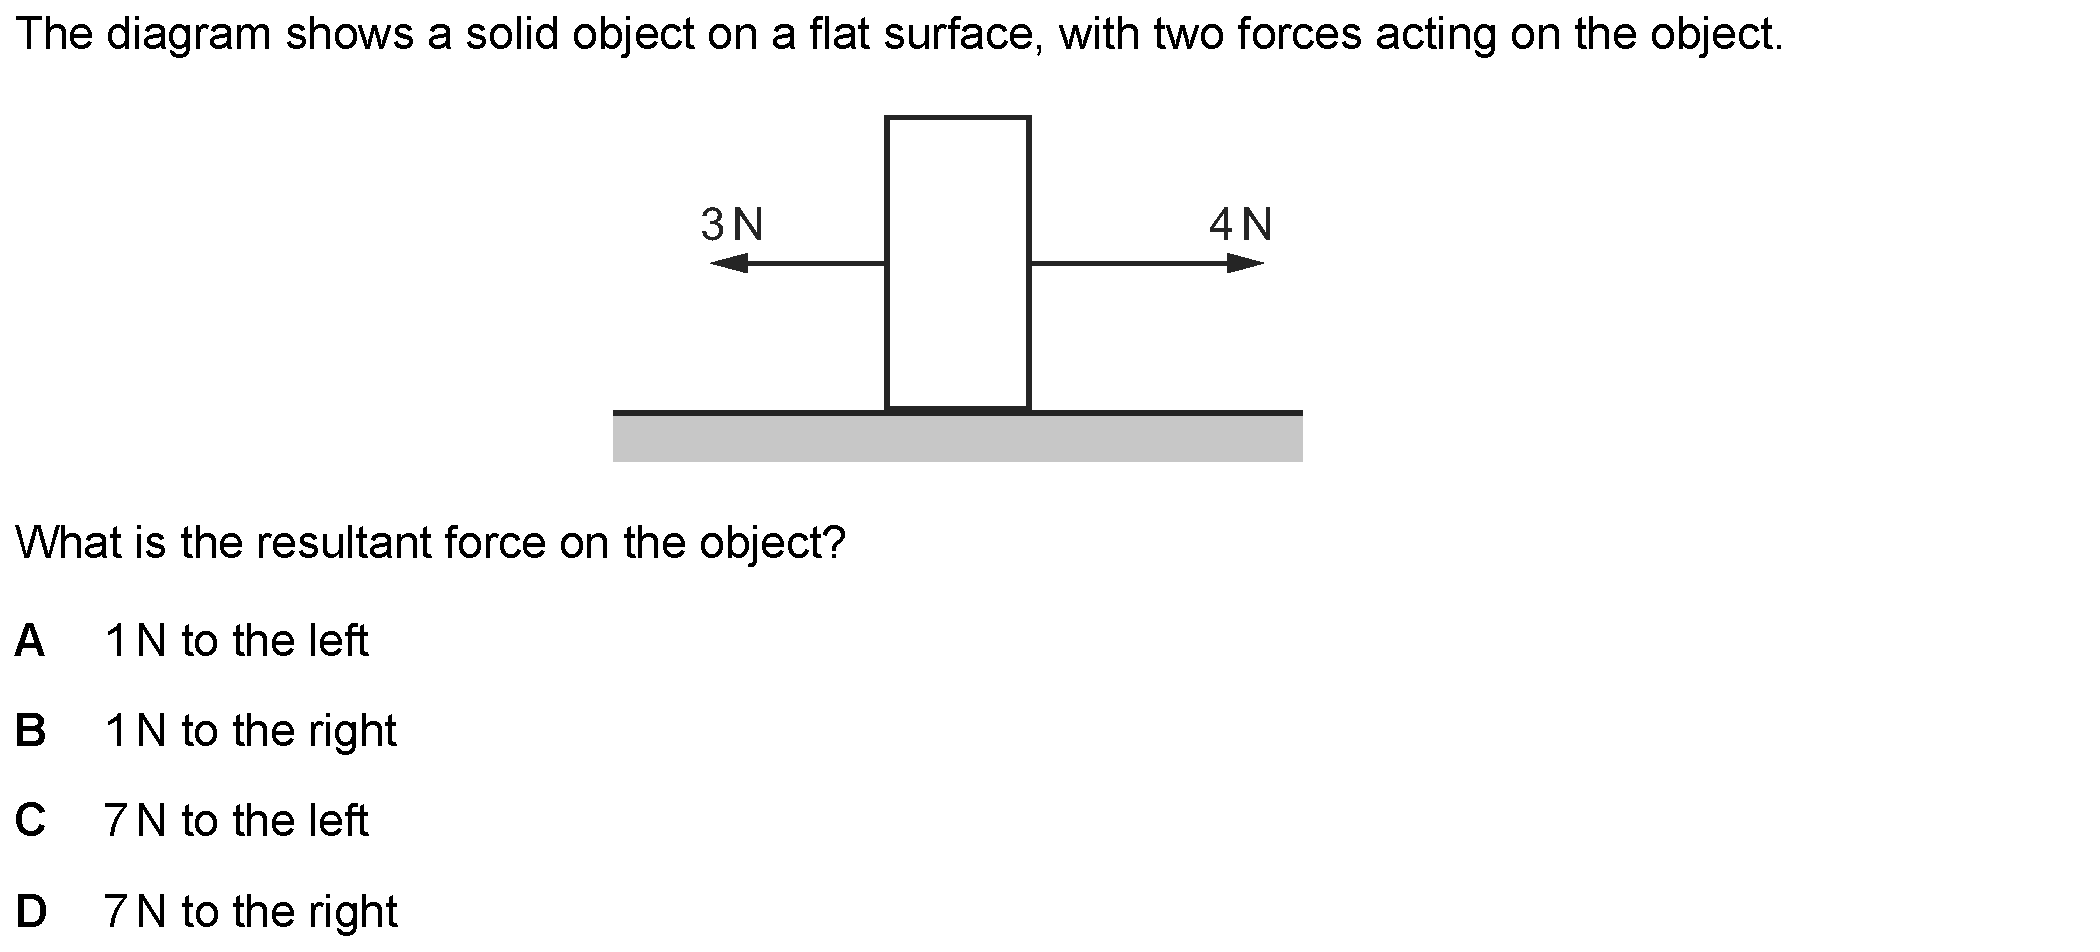 The diagram shows a solid object on a flat surface, with two forces acting on the object.
3 N 4 N
What is the resultant force on the object?
A 1 N to the left
B 1 N to the right
C 7 N to the left
D 7 N to the right